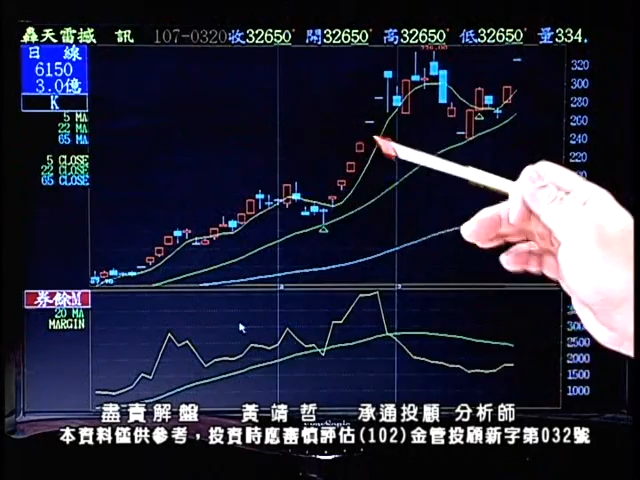 轟天雷撼 訊 107-0320收32650 開32650 高32650 低32650 量334.
日 線
6150
3.0億
K
5 MA
22 MA
65 MA
5 CLOSE
22 CLOSE
65 CLOSE
320
300
280
260
240
220
券餘M
20 MA
MARGIN
3000
2500
2000
1500
1000
盡責解盤 黃靖哲 承通投顧 分析師
本資料僅供參考，投資時應審慎評估(102)金管投顧新字第032號